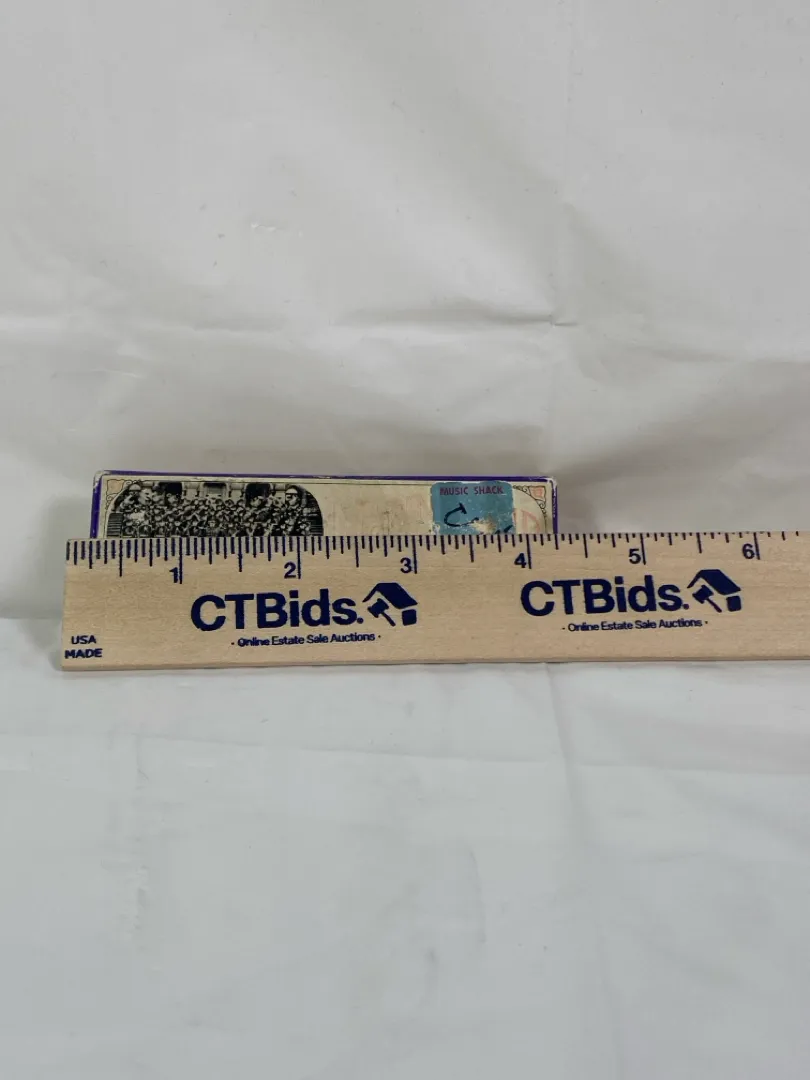 MUSIC SHACK
1 2 3 4 5 6
CTBids. CTBids.
· Online Estate Sale Auctions · · Online Estate Sale Auctions ·
USA
MADE